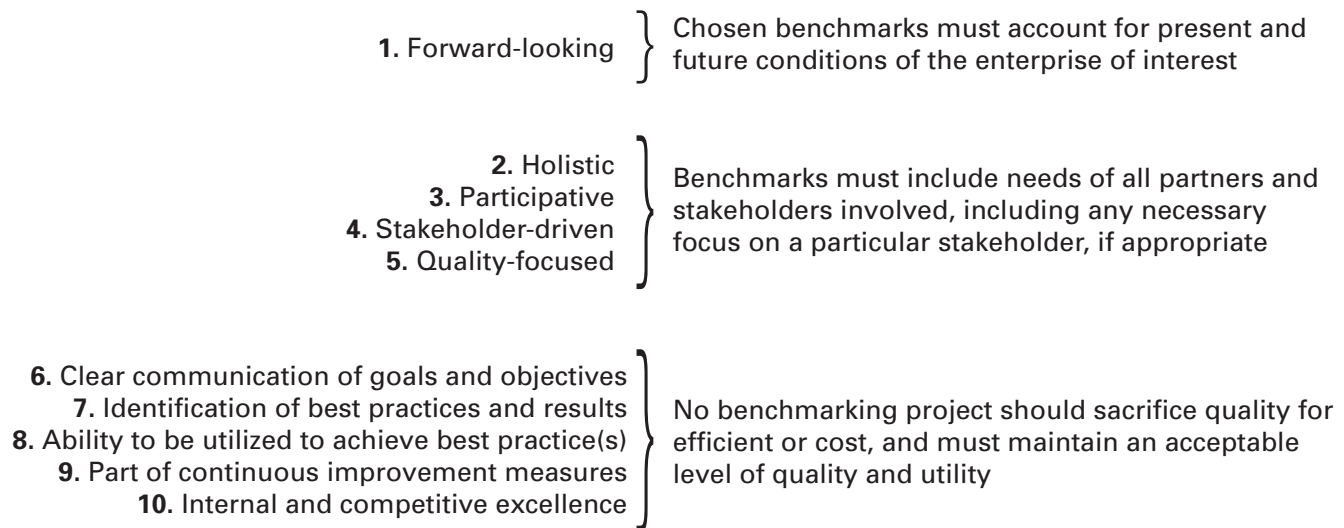 1. Forward-looking
Chosen benchmarks must account for present and
future conditions of the enterprise of interest
2. Holistic
3. Participative
4. Stakeholder-driven
5. Quality-focused
Benchmarks must include needs of all partners and
stakeholders involved, including any necessary
focus on a particular stakeholder, if appropriate
6. Clear communication of goals and objectives
7. Identification of best practices and results
8. Ability to be utilized to achieve best practice(s)
9. Part of continuous improvement measures
10. Internal and competitive excellence
No benchmarking project should sacrifice quality for
efficient or cost, and must maintain an acceptable
level of quality and utility